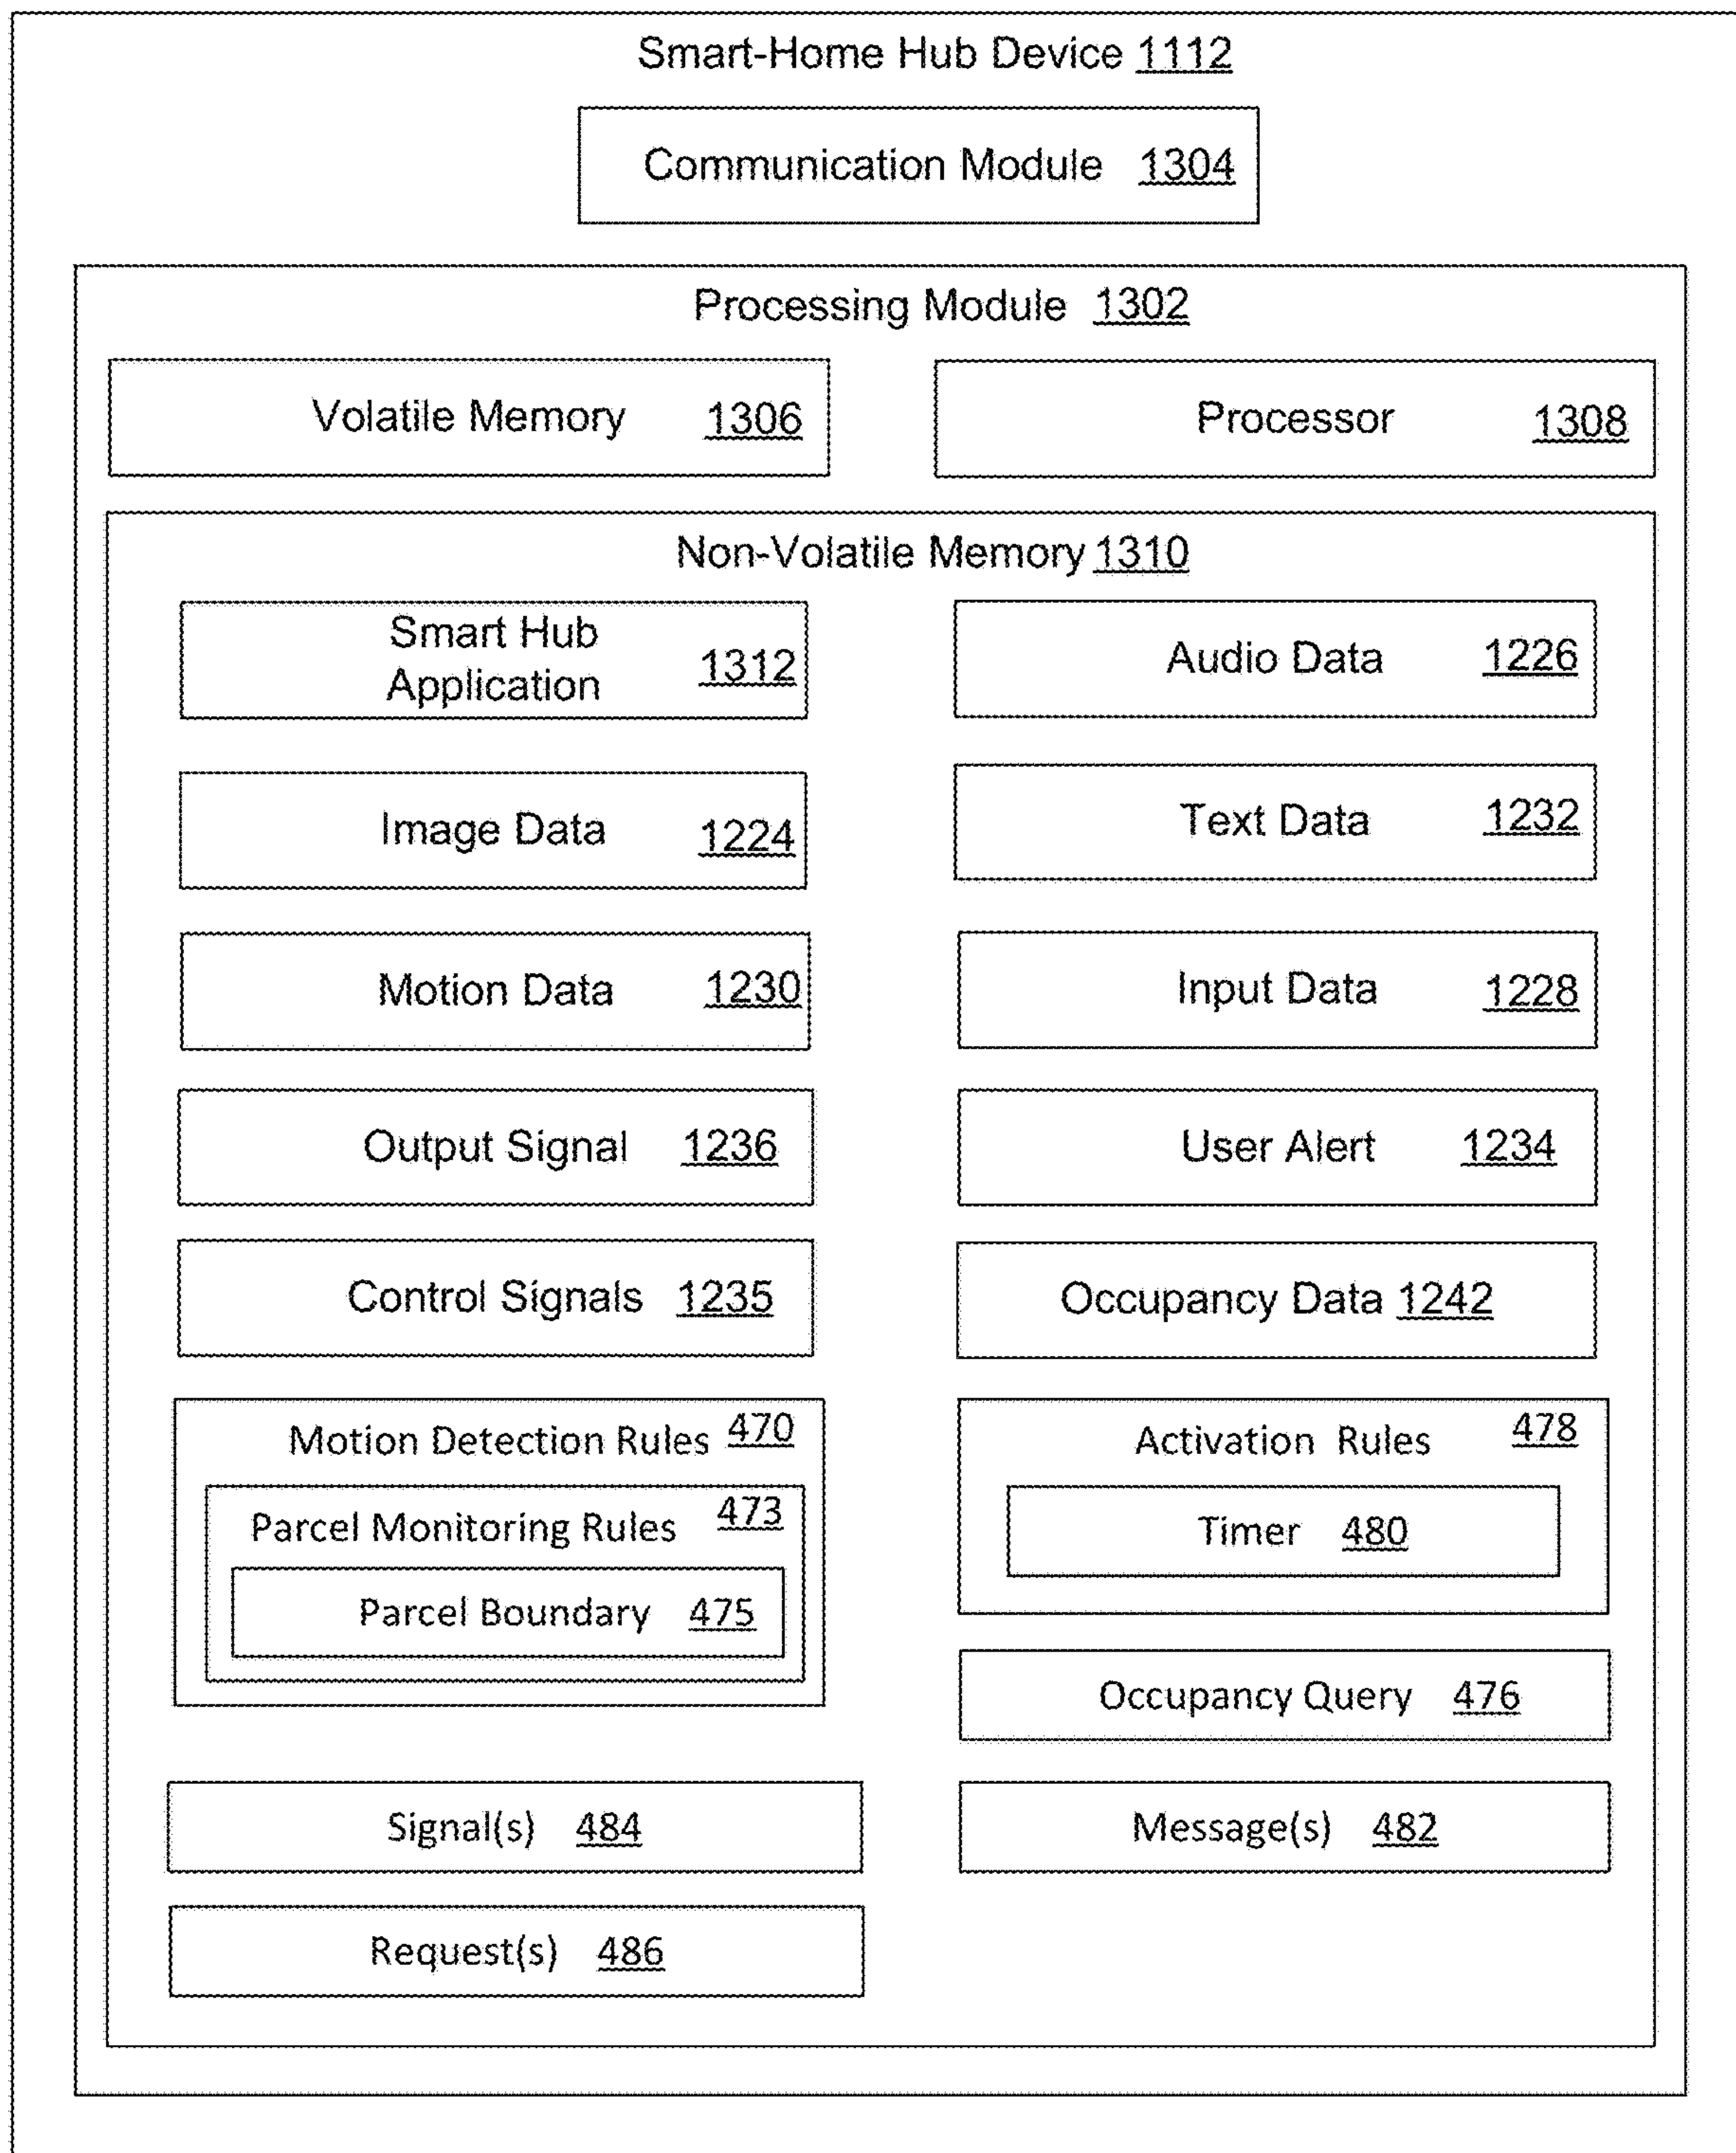 Smart-Home Hub Device 1112
Communication Module 1304
Processing Module 1302
Volatile Memory 1306
Processor 1308
Non-Volatile Memory 1310
Smart Hub
Application 1312
Audio Data 1226
Image Data 1224
Text Data 1232
Motion Data 1230
Input Data 1228
Output Signal 1236
User Alert 1234
Control Signals 1235
Occupancy Data 1242
Motion Detection Rules 470
Parcel Monitoring Rules 473
Parcel Boundary 475
Activation Rules 478
Timer 480
Occupancy Query 476
Signal(s) 484
Message(s) 482
Request(s) 486